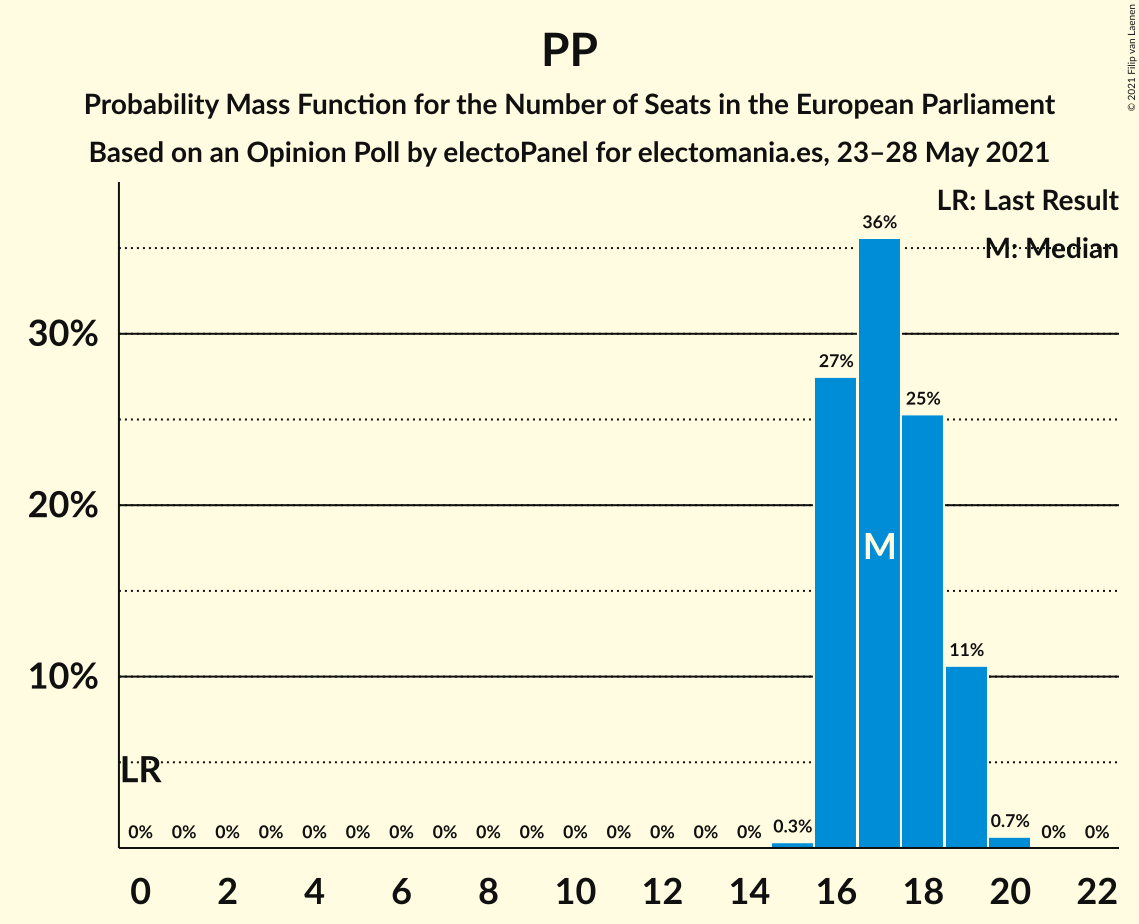 © 2021 Filip van Laenen
PP
Probability Mass Function for the Number of Seats in the European Parliament
Based on an Opinion Poll by electoPanel for electomania.es, 23–28 May 2021
LR: Last Result
M: Median
36%
30%
27%
25%
20%
M
11%
10%
LR
0% 0% 0% 0% 0% 0% 0% 0% 0% 0% 0% 0% 0% 0% 0% 0.3% 0.7% 0% 0%
0 2 4 6 8 10 12 14 16 18 20 22